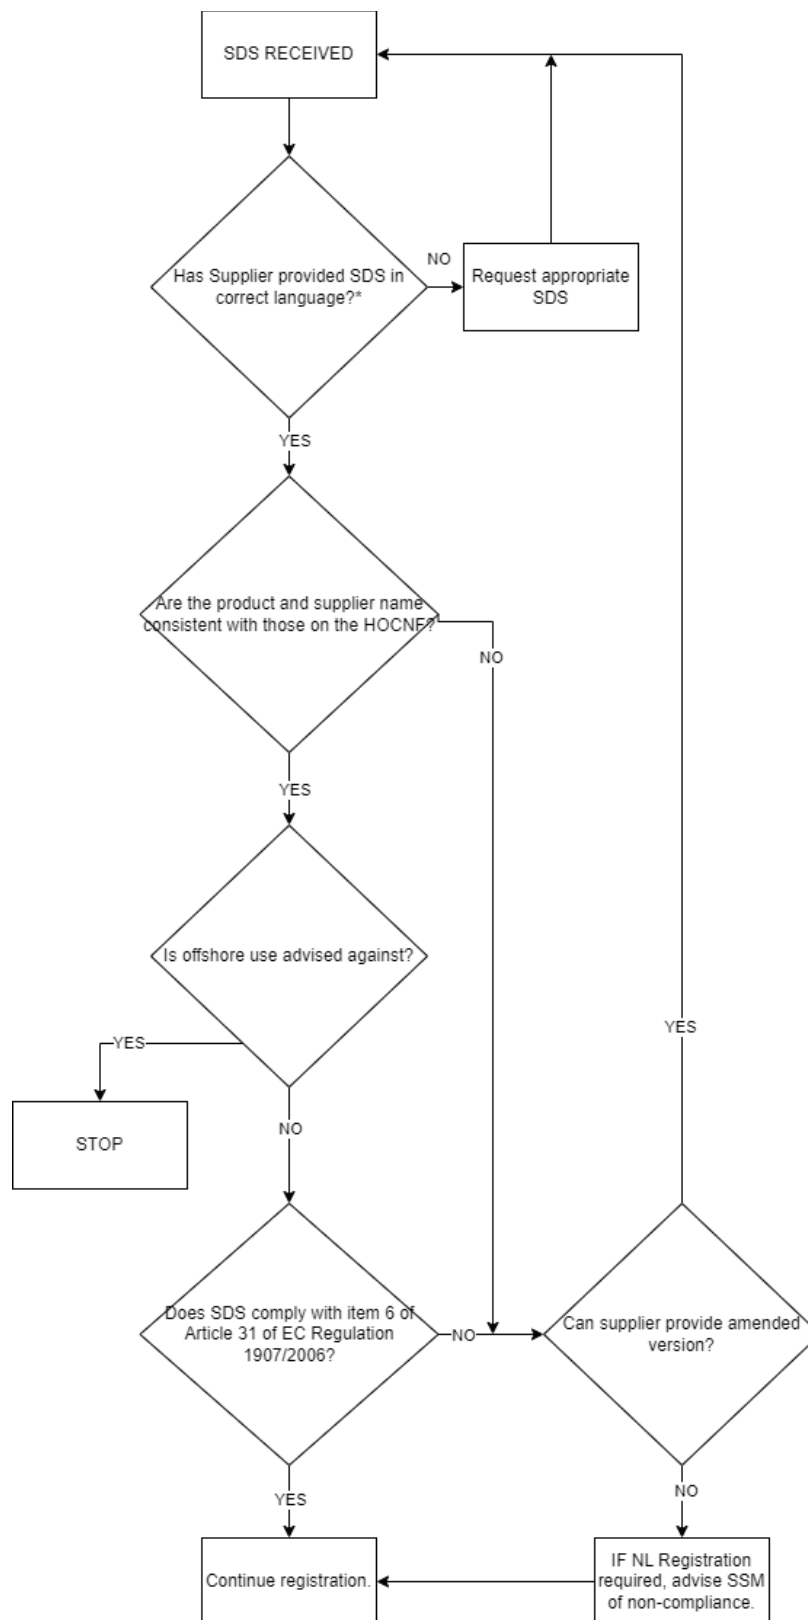 SDS RECEIVED
Has Supplier provided SDS in
correct language?*
NO
Request appropriate
SDS
YES
Are the product and supplier name
consistent with those on the HOCNF?
NO
YES
Is offshore use advised against?
YES
YES
STOP
NO
Does SDS comply with item 6 of
Article 31 of EC Regulation
1907/2006?
NO
Can supplier provide amended
version?
YES
NO
Continue registration.
IF NL Registration
required, advise SSM
of non-compliance.